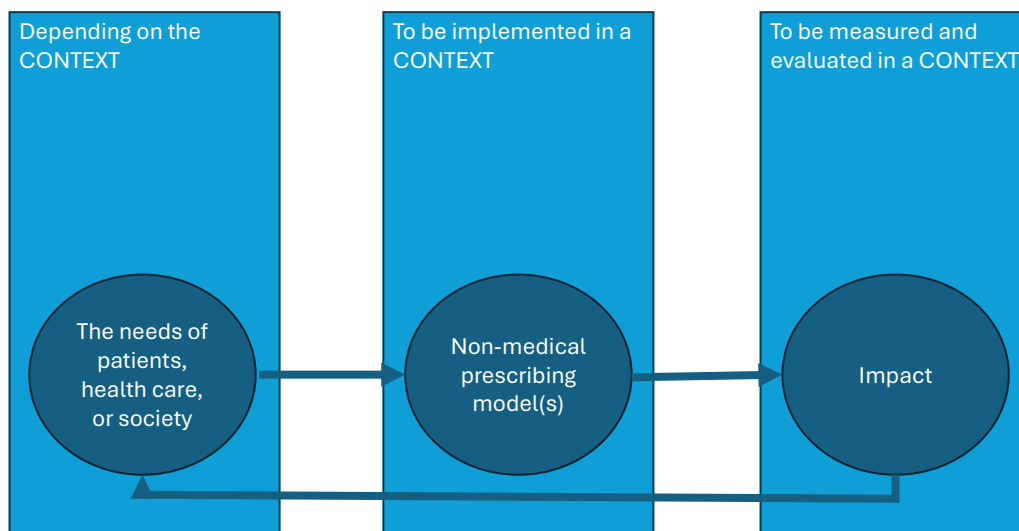 Depending on the
CONTEXT
To be implemented in a
CONTEXT
To be measured and
evaluated in a CONTEXT
The needs of
patients,
health care,
or society
Non-medical
prescribing
model(s)
Impact